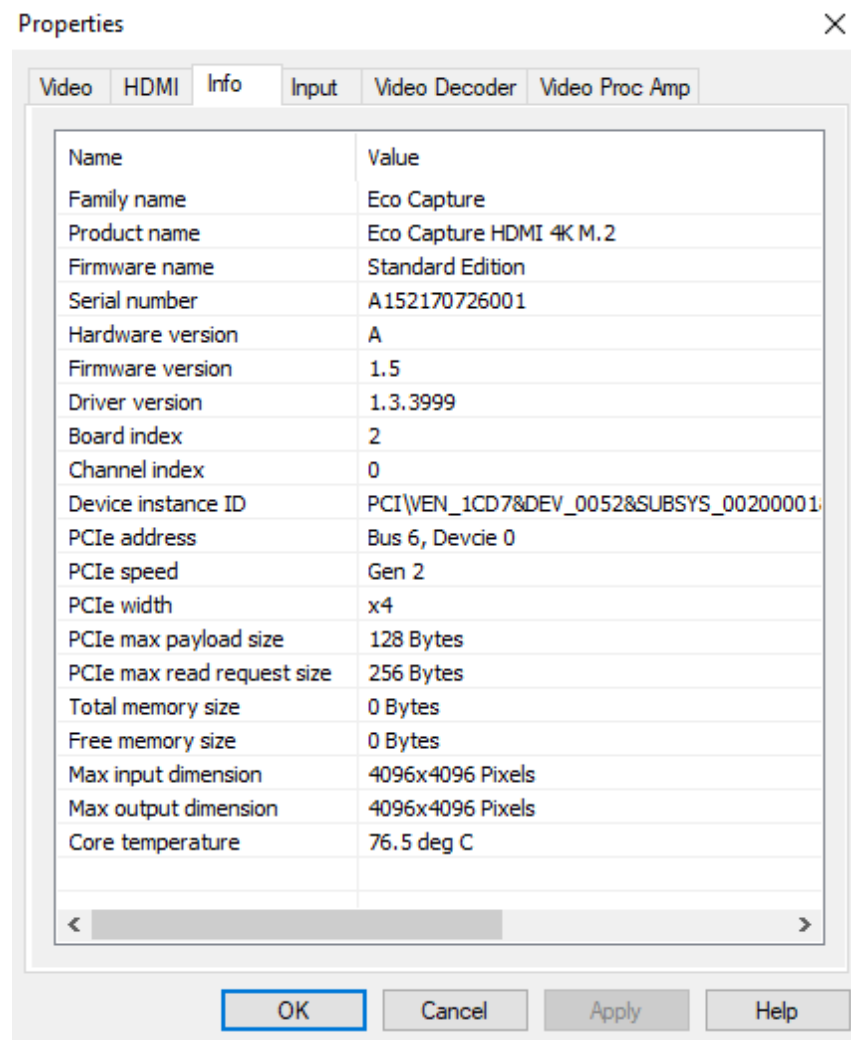 Properties
Video HDMI Info Input Video Decoder Video Proc Amp
Name Value
Family name Eco Capture
Product name Eco Capture HDMI 4K M.2
Firmware name Standard Edition
Serial number A152170726001
Hardware version A
Firmware version 1.5
Driver version 1.3.3999
Board index 2
Channel index 0
Device instance ID PCI\VEN_1CD7&DEV_0052&SUBSYS_00200001&
PCIe address Bus 6, Devcie 0
PCIe speed Gen 2
PCIe width x4
PCIe max payload size 128 Bytes
PCIe max read request size 256 Bytes
Total memory size 0 Bytes
Free memory size 0 Bytes
Max input dimension 4096x4096 Pixels
Max output dimension 4096x4096 Pixels
Core temperature 76.5 deg C
OK Cancel Apply Help